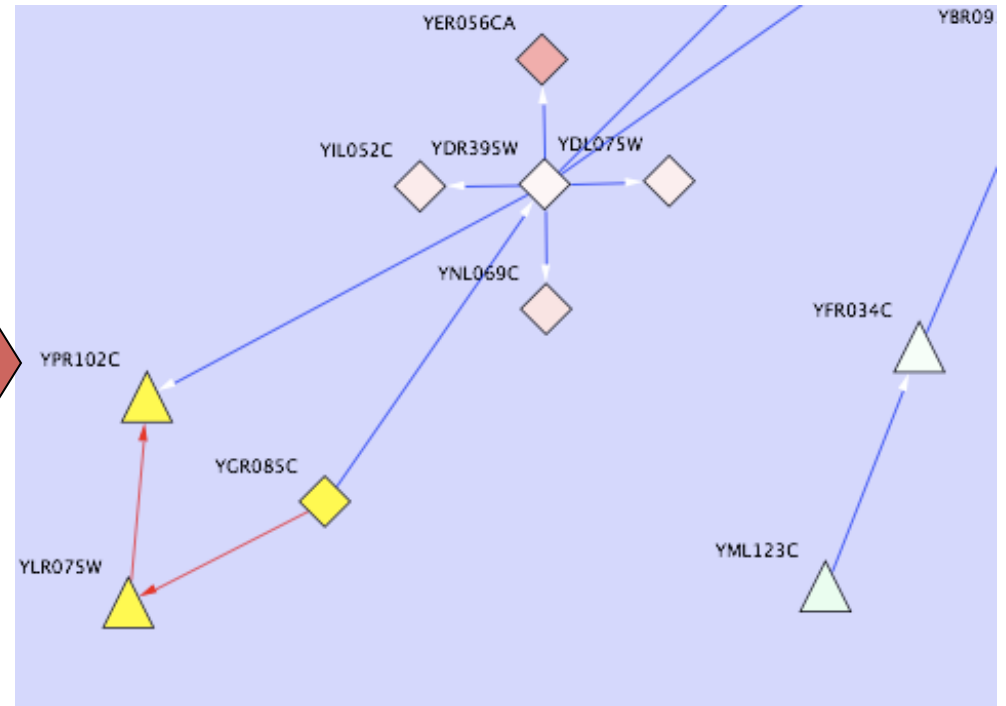 YER056CA
YBR09
YIL052C
YDR395W
YDL075W
YNL069C
YFR034C
YPR102C
YGR085C
YML123C
YLR075W